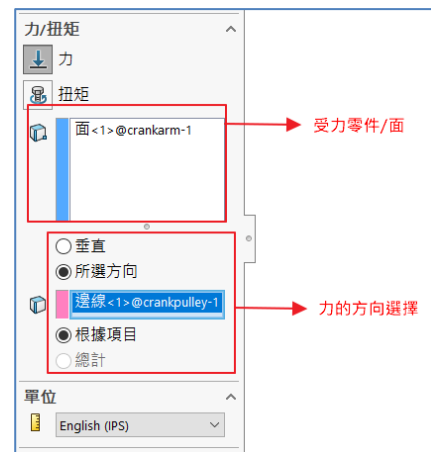 力/扭矩
力
扭矩
面<1>@crankarm-1
受力零件/面
垂直
所選方向
邊線<1>@crankpulley-1
力的方向選擇
根據項目
總計
單位
English (IPS)